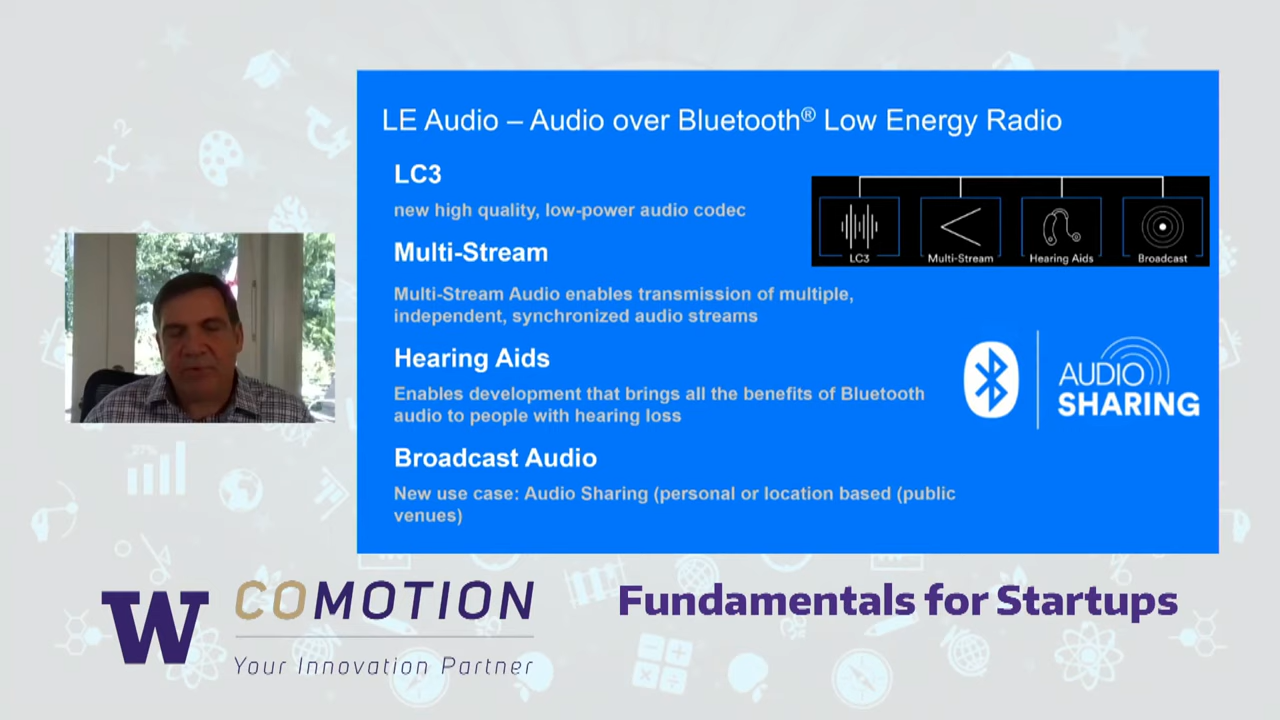 LE Audio – Audio over Bluetooth® Low Energy Radio
LC3
new high quality, low-power audio codec
Multi-Stream
Multi-Stream Audio enables transmission of multiple,
independent, synchronized audio streams
Hearing Aids
Enables development that brings all the benefits of Bluetooth
audio to people with hearing loss
Broadcast Audio
New use case: Audio Sharing (personal or location based (public
venues)
LC3
Multi-Stream
Hearing Aids
Broadcast
AUDIO
SHARING
W
COMOTION
Your Innovation Partner
Fundamentals for Startups